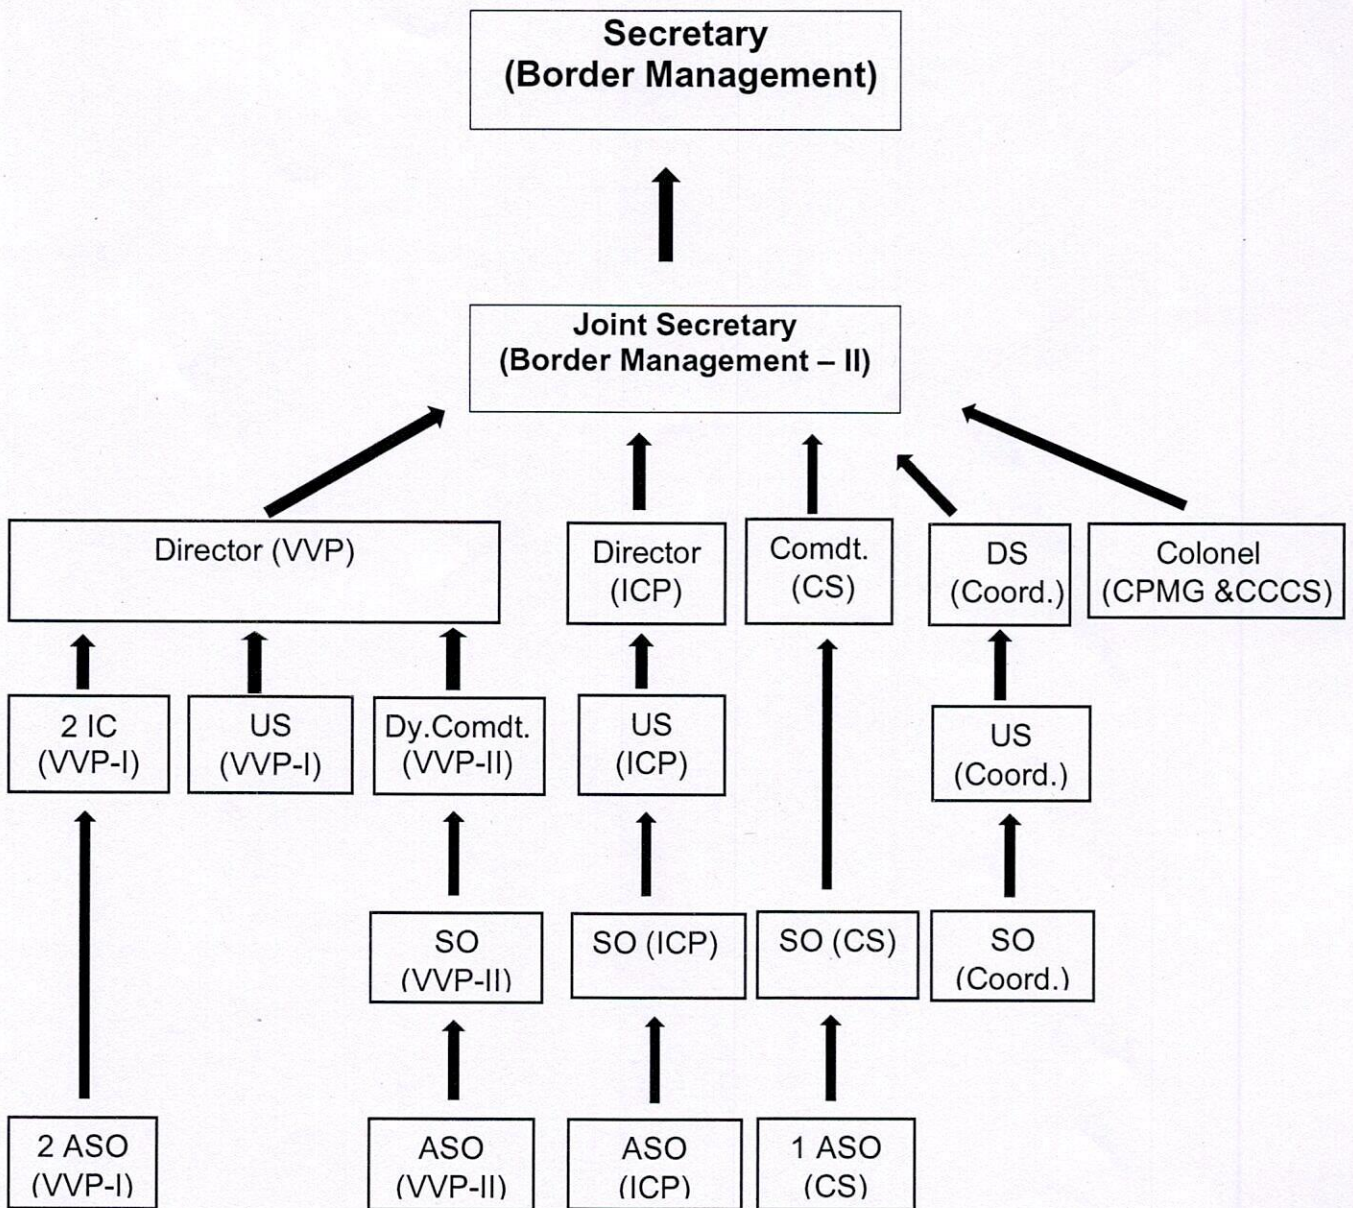 Secretary
(Border Management)
Joint Secretary
(Border Management – II)
Director (VVP)
Director
(ICP)
Comdt.
(CS)
DS
(Coord.)
Colonel
(CPMG &CCCS)
2 IC
(VVP-I)
US
(VVP-I)
Dy.Comdt.
(VVP-II)
US
(ICP)
US
(Coord.)
SO
(VVP-II)
SO (ICP)
SO (CS)
SO
(Coord.)
2 ASO
(VVP-I)
ASO
(VVP-II)
ASO
(ICP)
1 ASO
(CS)